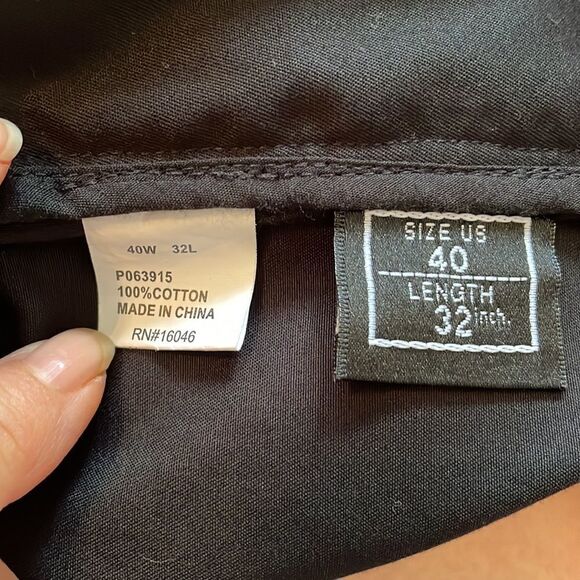 40W 32L
P063915
100%COTTON
MADE IN CHINA
RN#16046
SIZE US
40
LENGTH
32 inch.